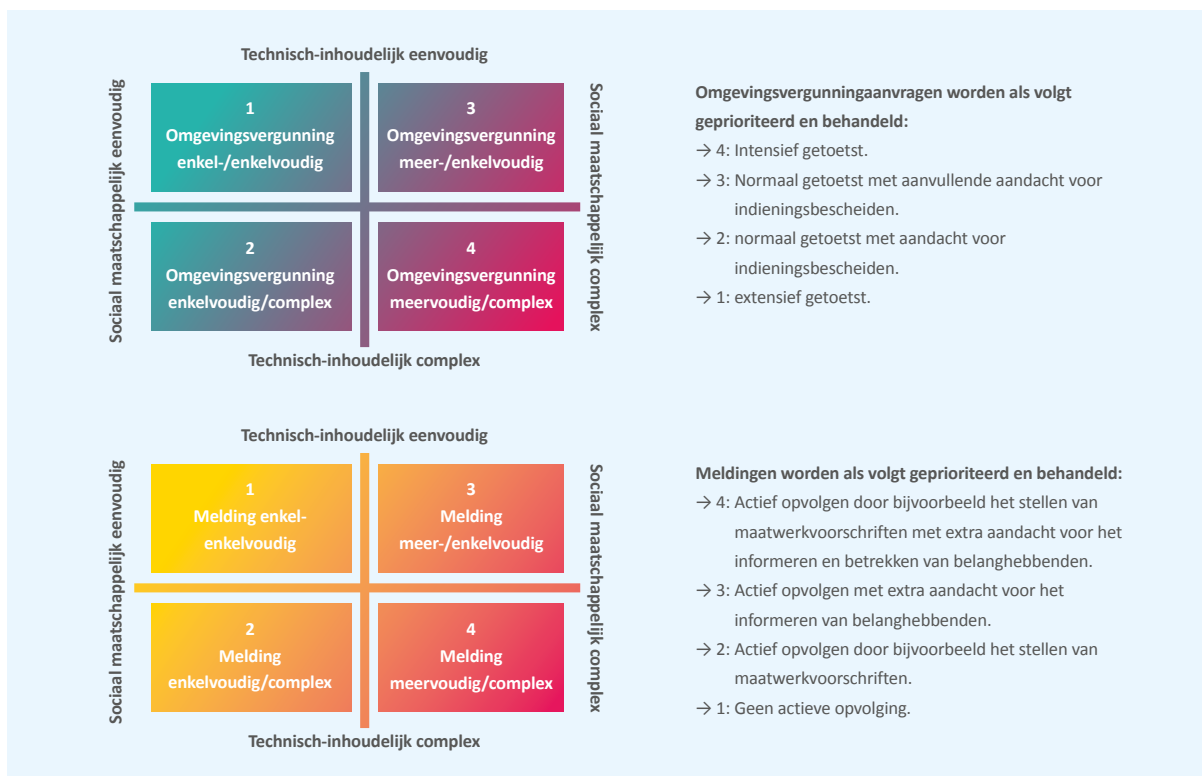 Technisch-inhoudelijk eenvoudig
Sociaal maatschappelijk eenvoudig
1
Omgevingsvergunning
enkel-/enkelvoudig
3
Omgevingsvergunning
meer-/enkelvoudig
2
Omgevingsvergunning
enkelvoudig/complex
4
Omgevingsvergunning
meervoudig/complex
Sociaal maatschappelijk complex
Technisch-inhoudelijk complex
Omgevingsvergunningaanvragen worden als volgt
geprioriteerd en behandeld:
→ 4: Intensief getoetst.
→ 3: Normaal getoetst met aanvullende aandacht voor
indieningsbescheiden.
→ 2: normaal getoetst met aandacht voor
indieningsbescheiden.
→ 1: extensief getoetst.
Technisch-inhoudelijk eenvoudig
Sociaal maatschappelijk eenvoudig
1
Melding enkel-
enkelvoudig
3
Melding
meer-/enkelvoudig
2
Melding
enkelvoudig/complex
4
Melding
meervoudig/complex
Sociaal maatschappelijk complex
Technisch-inhoudelijk complex
Meldingen worden als volgt geprioriteerd en behandeld:
→ 4: Actief opvolgen door bijvoorbeeld het stellen van
maatwerkvoorschriften met extra aandacht voor het
informeren en betrekken van belanghebbenden.
→ 3: Actief opvolgen met extra aandacht voor het
informeren van belanghebbenden.
→ 2: Actief opvolgen door bijvoorbeeld het stellen van
maatwerkvoorschriften.
→ 1: Geen actieve opvolging.